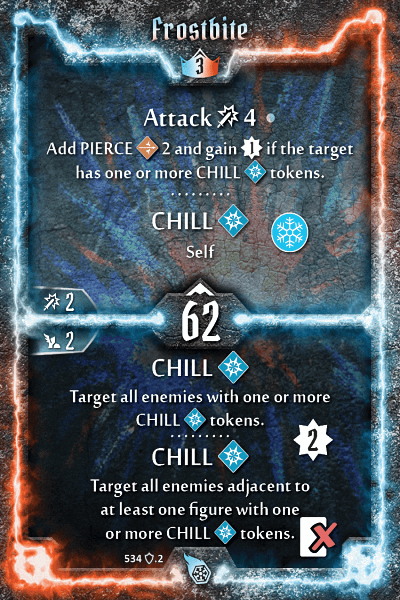 Frostbite
3
Attack 4
Add PIERCE 2 and gain 1 if the target
has one or more CHILL tokens.
CHILL
Self
2
62
2
CHILL
Target all enemies with one or more
CHILL tokens.
2
CHILL
Target all enemies adjacent to
at least one figure with one
or more CHILL tokens.
534 .2